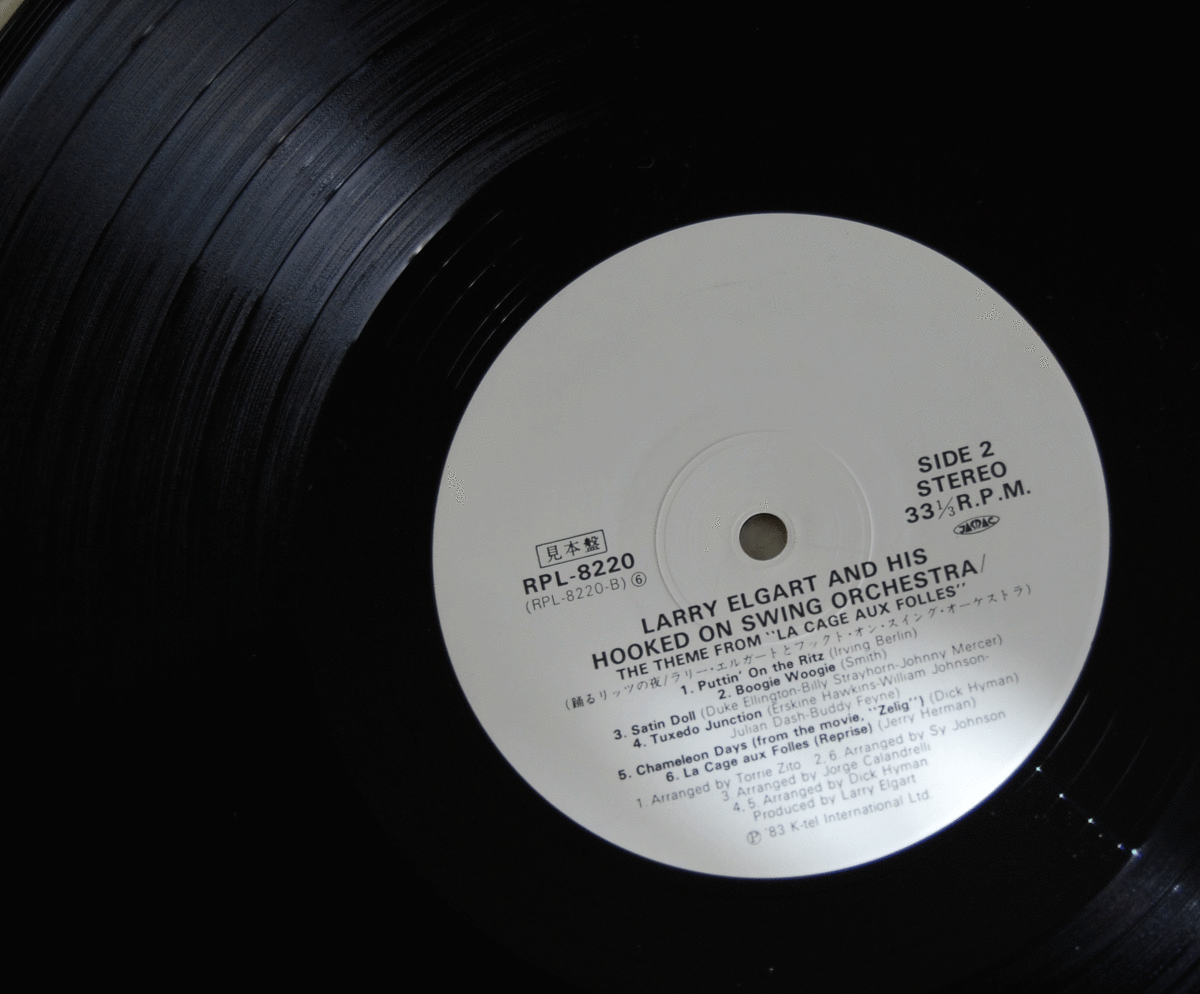 SIDE 2
STEREO
33 1/3 R.P.M.
JASRAC
見本盤
RPL-8220
(RPL-8220-B) ⑥
LARRY ELGART AND HIS
HOOKED ON SWING ORCHESTRA/
THE THEME FROM "LA CAGE AUX FOLLES"
(踊るリッツの夜/ラリー・エルガートとフックト・オン・スイング・オーケストラ)
1. Puttin' On the Ritz (Irving Berlin)
2. Boogie Woogie (Smith)
3. Satin Doll (Duke Ellington-Billy Strayhorn-Johnny Mercer)
4. Tuxedo Junction (Erskine Hawkins-William Johnson-
Julian Dash-Buddy Feyne)
5. Chameleon Days (from the movie, "Zelig") (Dick Hyman)
6. La Cage aux Folles (Reprise) (Jerry Herman)
1. Arranged by Torrie Zito 2, 6. Arranged by Sy Johnson
3. Arranged by Jorge Calandrelli
4, 5. Arranged by Dick Hyman
Produced by Larry Elgart
Ⓟ '83 K-tel International Ltd.